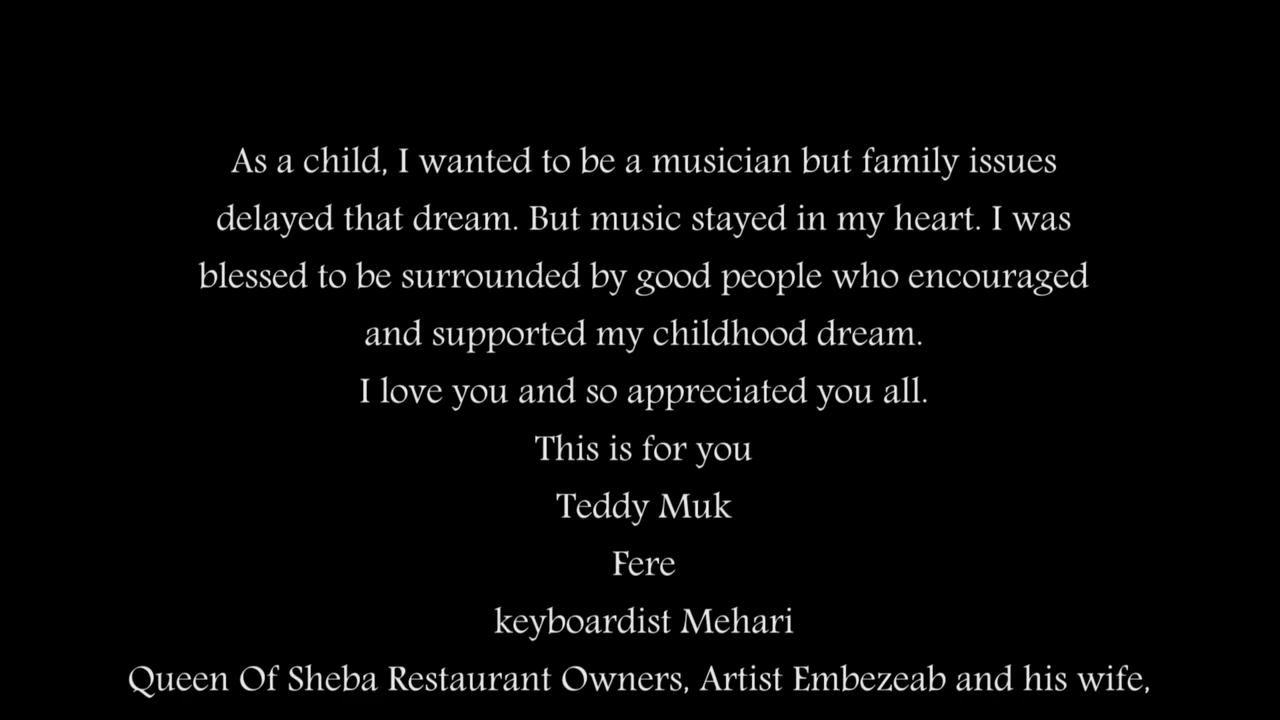 As a child, I wanted to be a musician but family issues
delayed that dream. But music stayed in my heart. I was
blessed to be surrounded by good people who encouraged
and supported my childhood dream.
I love you and so appreciated you all.
This is for you
Teddy Muk
Fere
keyboardist Mehari
Queen Of Sheba Restaurant Owners, Artist Embezeab and his wife,